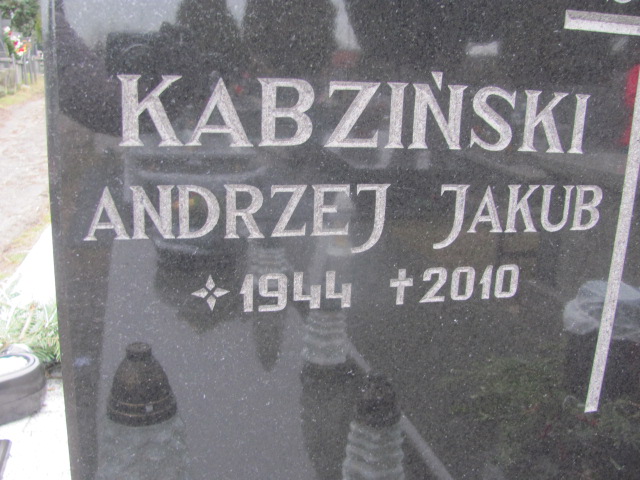 KABZIŃSKI
ANDRZEJ JAKUB
1944 †2010